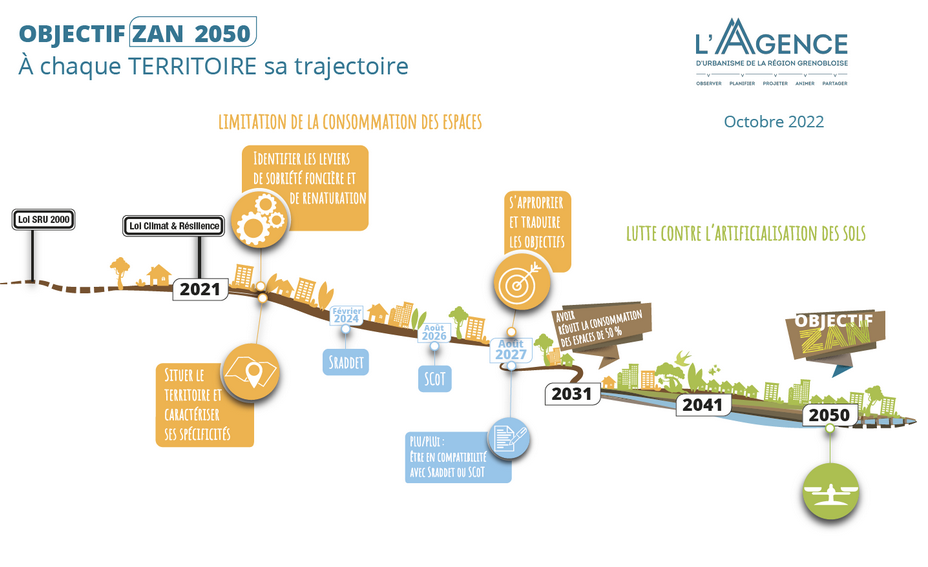 OBJECTIF ZAN 2050
À chaque TERRITOIRE sa trajectoire
L'AGENCE
D'URBANISME DE LA RÉGION GRENOBLOISE
OBSERVER PLANIFIER PROJETER ANIMER PARTAGER
Octobre 2022
LIMITATION DE LA CONSOMMATION DES ESPACES
IDENTIFIER LES LEVIERS
DE SOBRIÉTÉ FONCIÈRE ET
DE RENATURATION
Loi SRU 2000
Loi Climat & Résilience
2021
S'APPROPRIER
ET TRADUIRE
LES OBJECTIFS
LUTTE CONTRE L'ARTIFICIALISATION DES SOLS
Février
2024
SRADDET
Août
2026
SCOT
Août
2027
AVOIR
RÉDUIT LA CONSOMMATION
DES ESPACES DE 50 %
OBJECTIF
ZAN
2031
2041
2050
SITUER LE
TERRITOIRE ET
CARACTÉRISER
SES SPÉCIFICITÉS
PLU/PLUI :
ÊTRE EN COMPATIBILITÉ
AVEC SRADDET OU SCOT